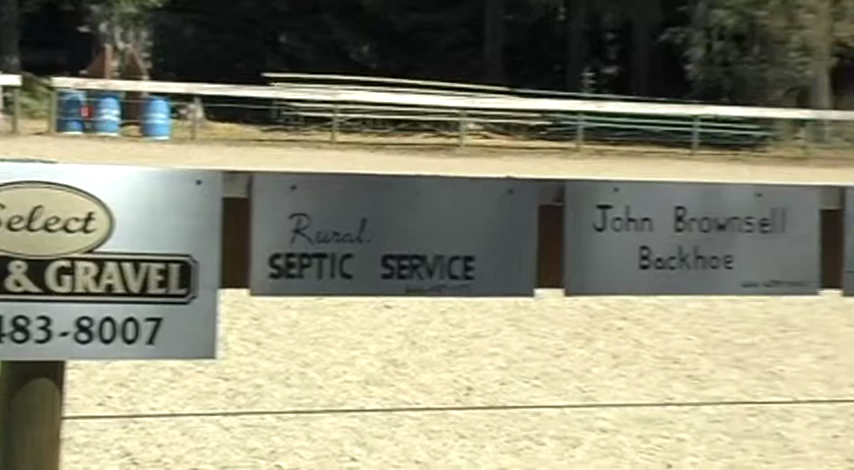 Select
& GRAVEL
483-8007
Rural.
SEPTIC SERVICE
John Brownsell
Backhoe